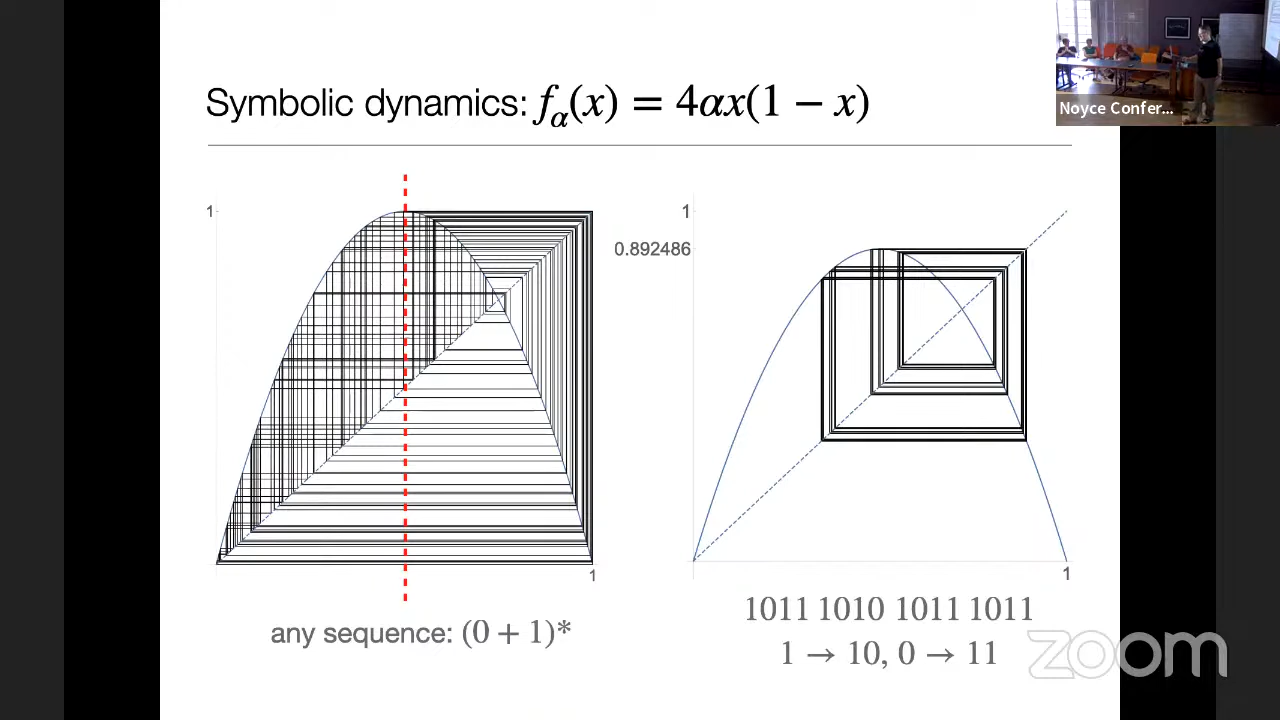 Symbolic dynamics: fα(x) = 4αx(1 − x)
Noyce Confer...
1
1
0.892486
1
1
any sequence: (0 + 1)*
1011 1010 1011 1011
1 → 10, 0 → 11
zoom